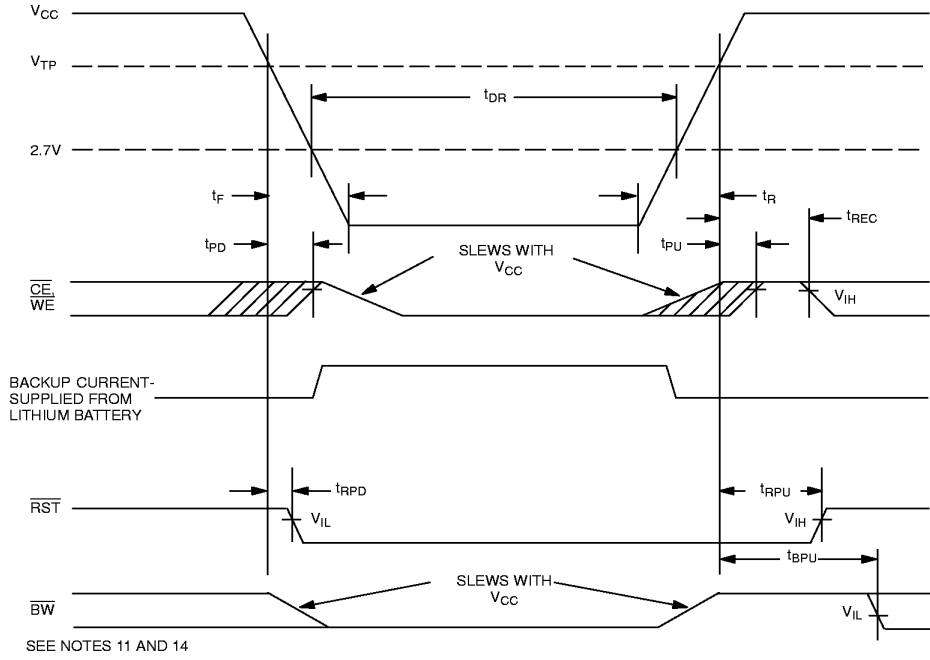 VCC
VTP
tDR
2.7V
tF
tR
tREC
tPD
tPU
SLEWS WITH
VCC
CE,
WE
VIH
BACKUP CURRENT-
SUPPLIED FROM
LITHIUM BATTERY
tRPD
tRPU
RST
VIL
VIH
tBPU
SLEWS WITH
VCC
BW
VIL
SEE NOTES 11 AND 14